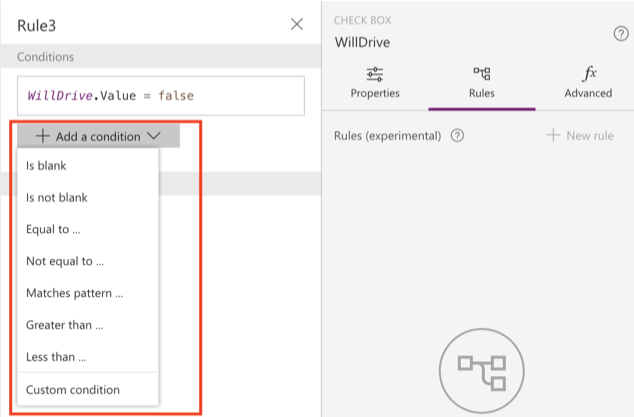 Rule3
Conditions
WillDrive.Value = false
Add a condition
Is blank
Is not blank
Equal to ...
Not equal to ...
Matches pattern ...
Greater than ...
Less than ...
Custom condition
CHECK BOX
WillDrive
?
Properties
Rules
fx
Advanced
Rules (experimental) ? + New rule